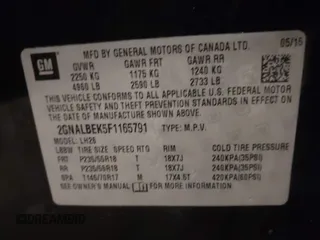 GM
MFD BY GENERAL MOTORS OF CANADA LTD.
05/15
GVWR GAWR FRT GAWR RR
2250 KG 1175 KG 1240 KG
4960 LB 2590 LB 2733 LB
THIS VEHICLE CONFORMS TO ALL APPLICABLE U.S. FEDERAL MOTOR
VEHICLE SAFETY AND THEFT PREVENTION STANDARDS IN EFFECT ON
THE DATE OF MANUFACTURE SHOWN ABOVE.
2GNALBEK5F1165791 TYPE: M.P.V.
MODEL: LH26
TIRE SIZE SPEED RTG RIM COLD TIRE PRESSURE
FRT P235/55R18 T 18X7J 240KPA(35PSI)
RR P235/55R18 T 18X7J 240KPA(35PSI)
SPA T145/70R17 M 17X4.5T 420KPA(60PSI)
SEE OWNER'S MANUAL FOR ADDITIONAL INFORMATION.
© DREAMBID